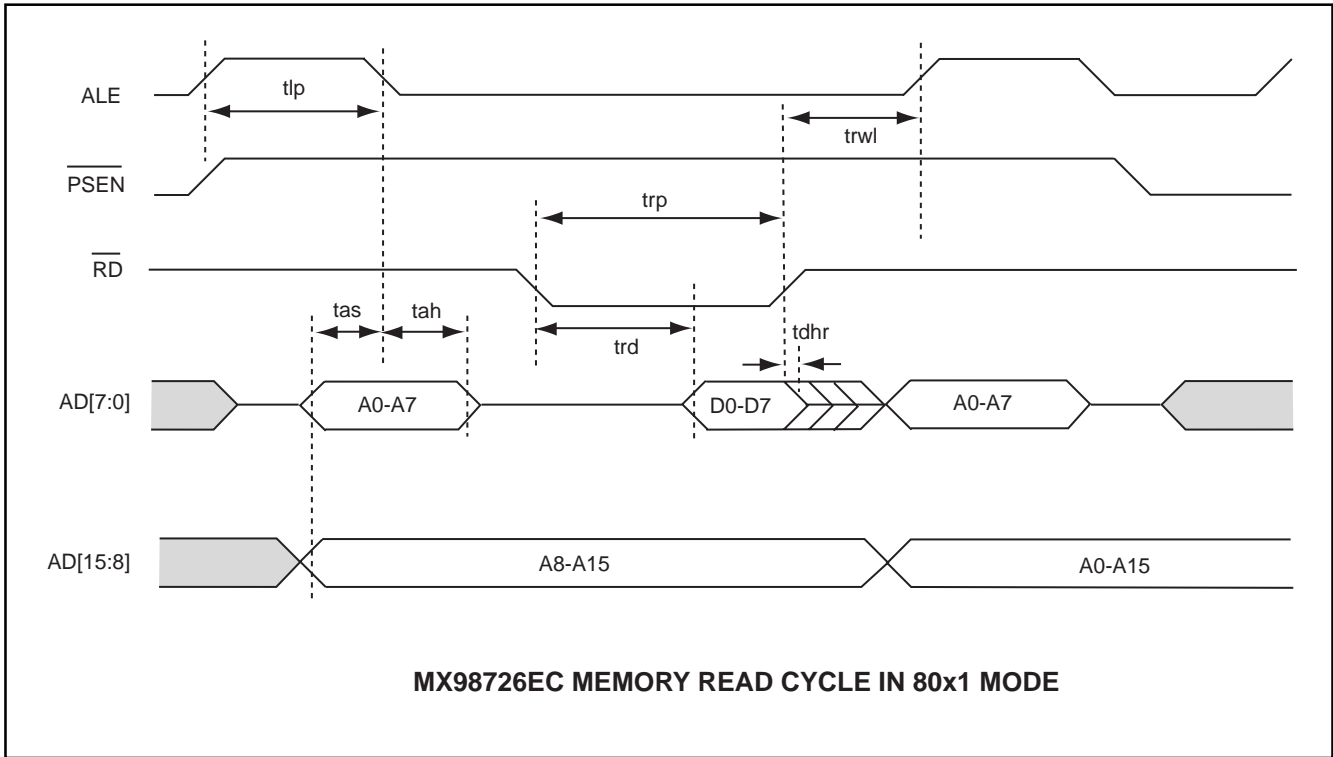 ALE
tlp
trwl
PSEN
trp
RD
tas
tah
trd
tdhr
AD[7:0]
A0-A7
D0-D7
A0-A7
AD[15:8]
A8-A15
A0-A15
MX98726EC MEMORY READ CYCLE IN 80x1 MODE